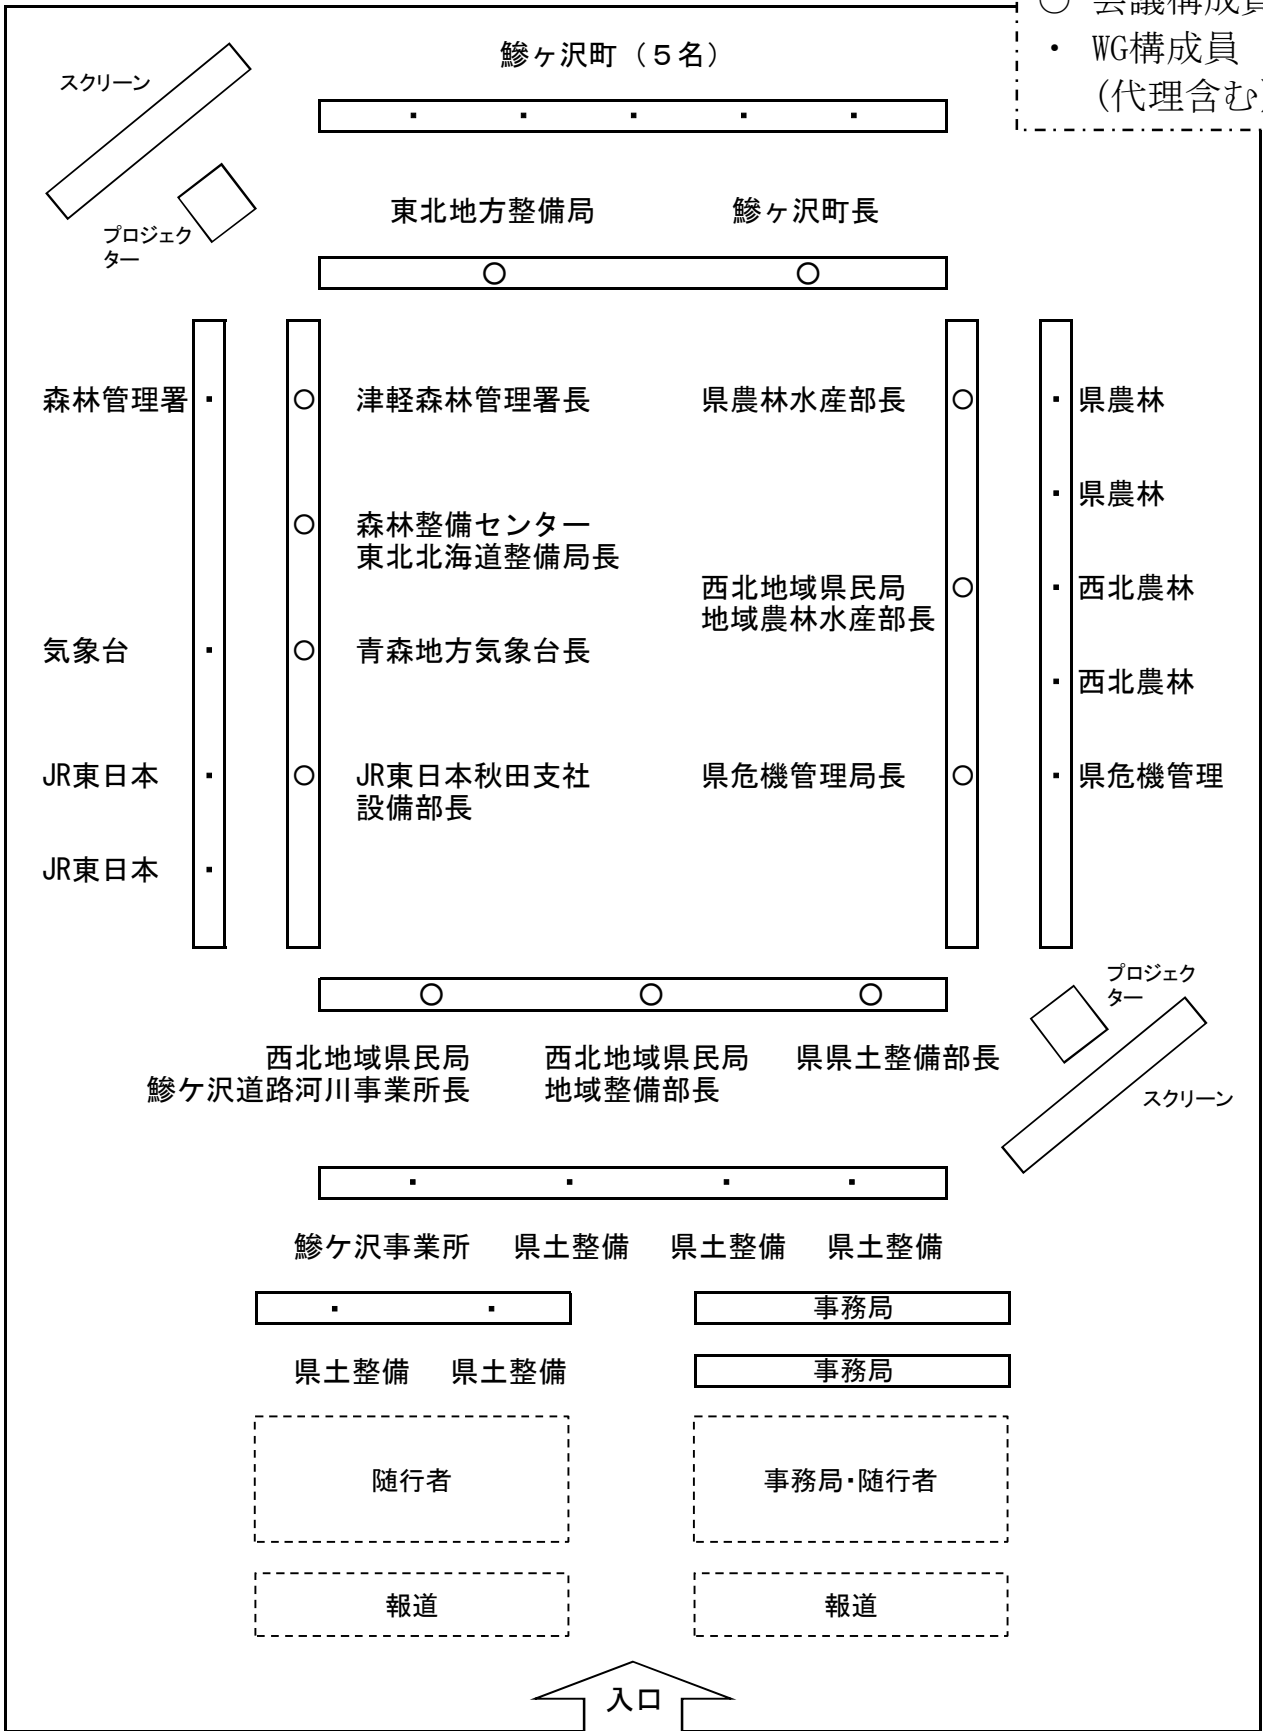 ○ 会議構成員
・ WG構成員
(代理含む)
鰺ヶ沢町（５名）
スクリーン
プロジェク
ター
東北地方整備局
鰺ヶ沢町長
森林管理署
津軽森林管理署長
県農林水産部長
県農林
県農林
森林整備センター
東北北海道整備局長
西北地域県民局
地域農林水産部長
西北農林
気象台
青森地方気象台長
西北農林
JR東日本
JR東日本秋田支社
設備部長
県危機管理局長
県危機管理
JR東日本
プロジェク
ター
スクリーン
西北地域県民局
鰺ケ沢道路河川事業所長
西北地域県民局
地域整備部長
県県土整備部長
鰺ケ沢事業所 県土整備 県土整備 県土整備
事務局
県土整備 県土整備
事務局
随行者
事務局・随行者
報道
報道
入口